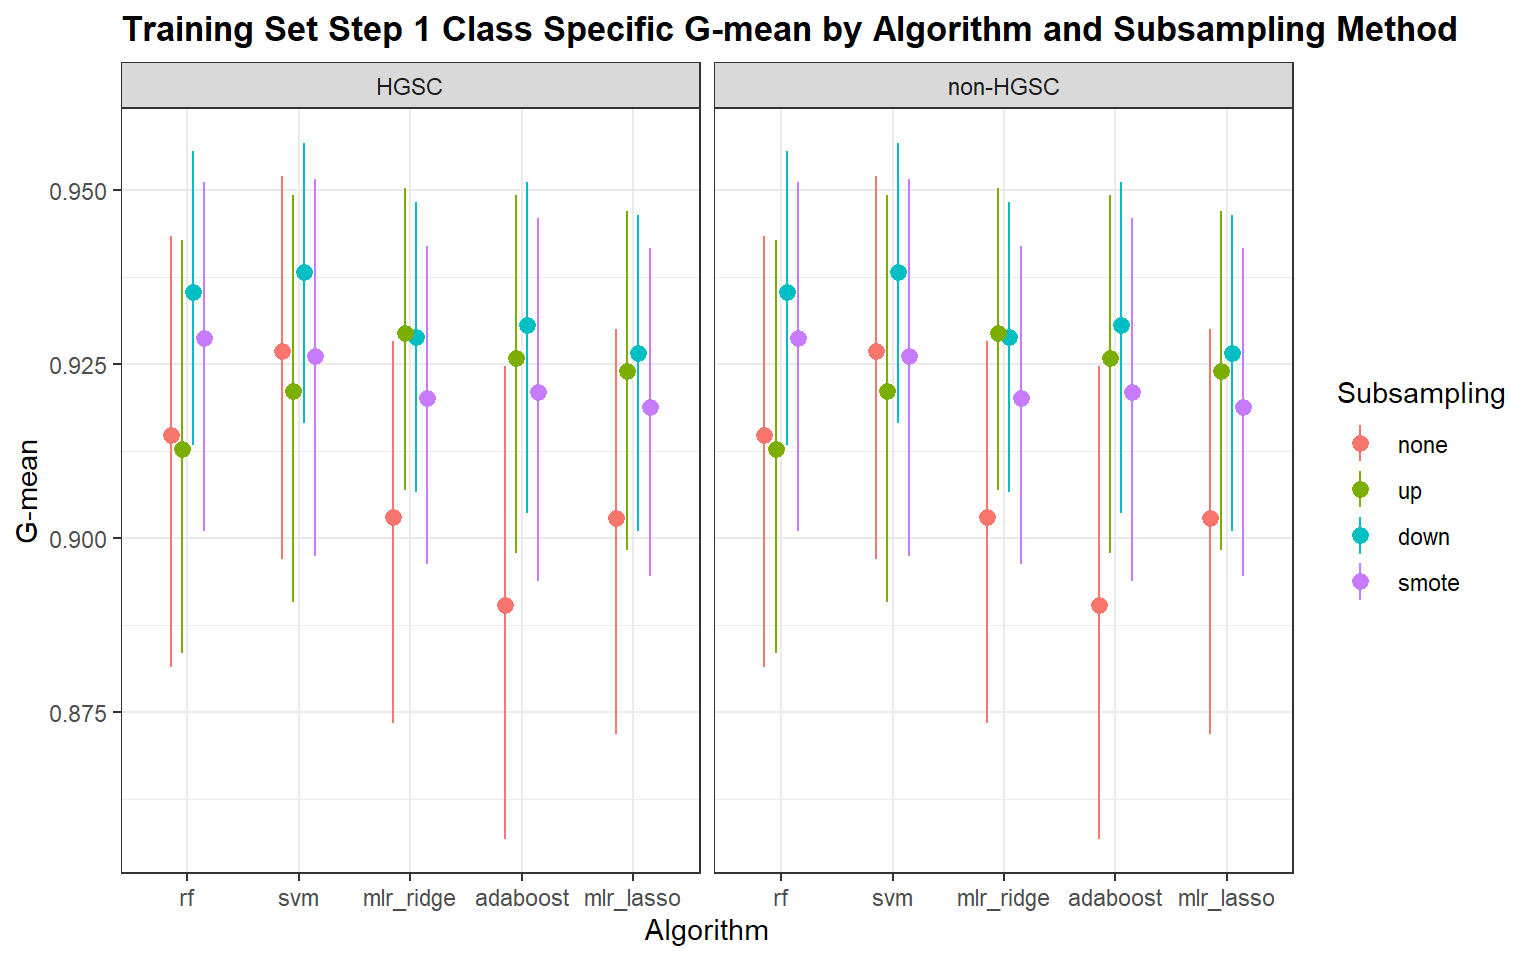 Training Set Step 1 Class Specific G-mean by Algorithm and Subsampling Method
HGSC
non-HGSC
G-mean
0.950
0.925
0.900
0.875
rf svm mlr_ridge adaboost mlr_lasso
rf svm mlr_ridge adaboost mlr_lasso
Algorithm
Subsampling
none
up
down
smote